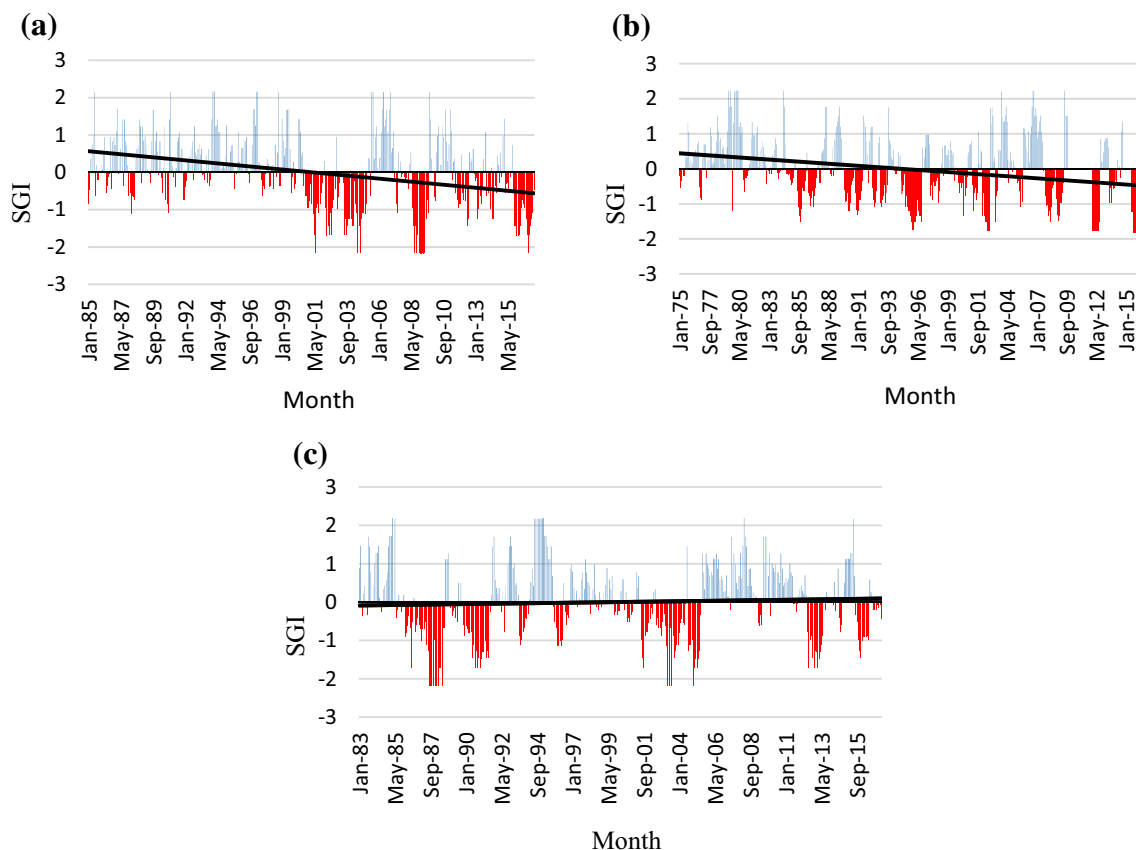 (a)
3
2
1
0
-1
-2
-3
SGI
Jan-85
May-87
Sep-89
Jan-92
May-94
Sep-96
Jan-99
May-01
Sep-03
Jan-06
May-08
Sep-10
Jan-13
May-15
Month
(b)
3
2
1
0
-1
-2
-3
SGI
Jan-75
Sep-77
May-80
Jan-83
Sep-85
May-88
Jan-91
Sep-93
May-96
Jan-99
Sep-01
May-04
Jan-07
Sep-09
May-12
Jan-15
Month
(c)
3
2
1
0
-1
-2
-3
SGI
Jan-83
May-85
Sep-87
Jan-90
May-92
Sep-94
Jan-97
May-99
Sep-01
Jan-04
May-06
Sep-08
Jan-11
May-13
Sep-15
Month